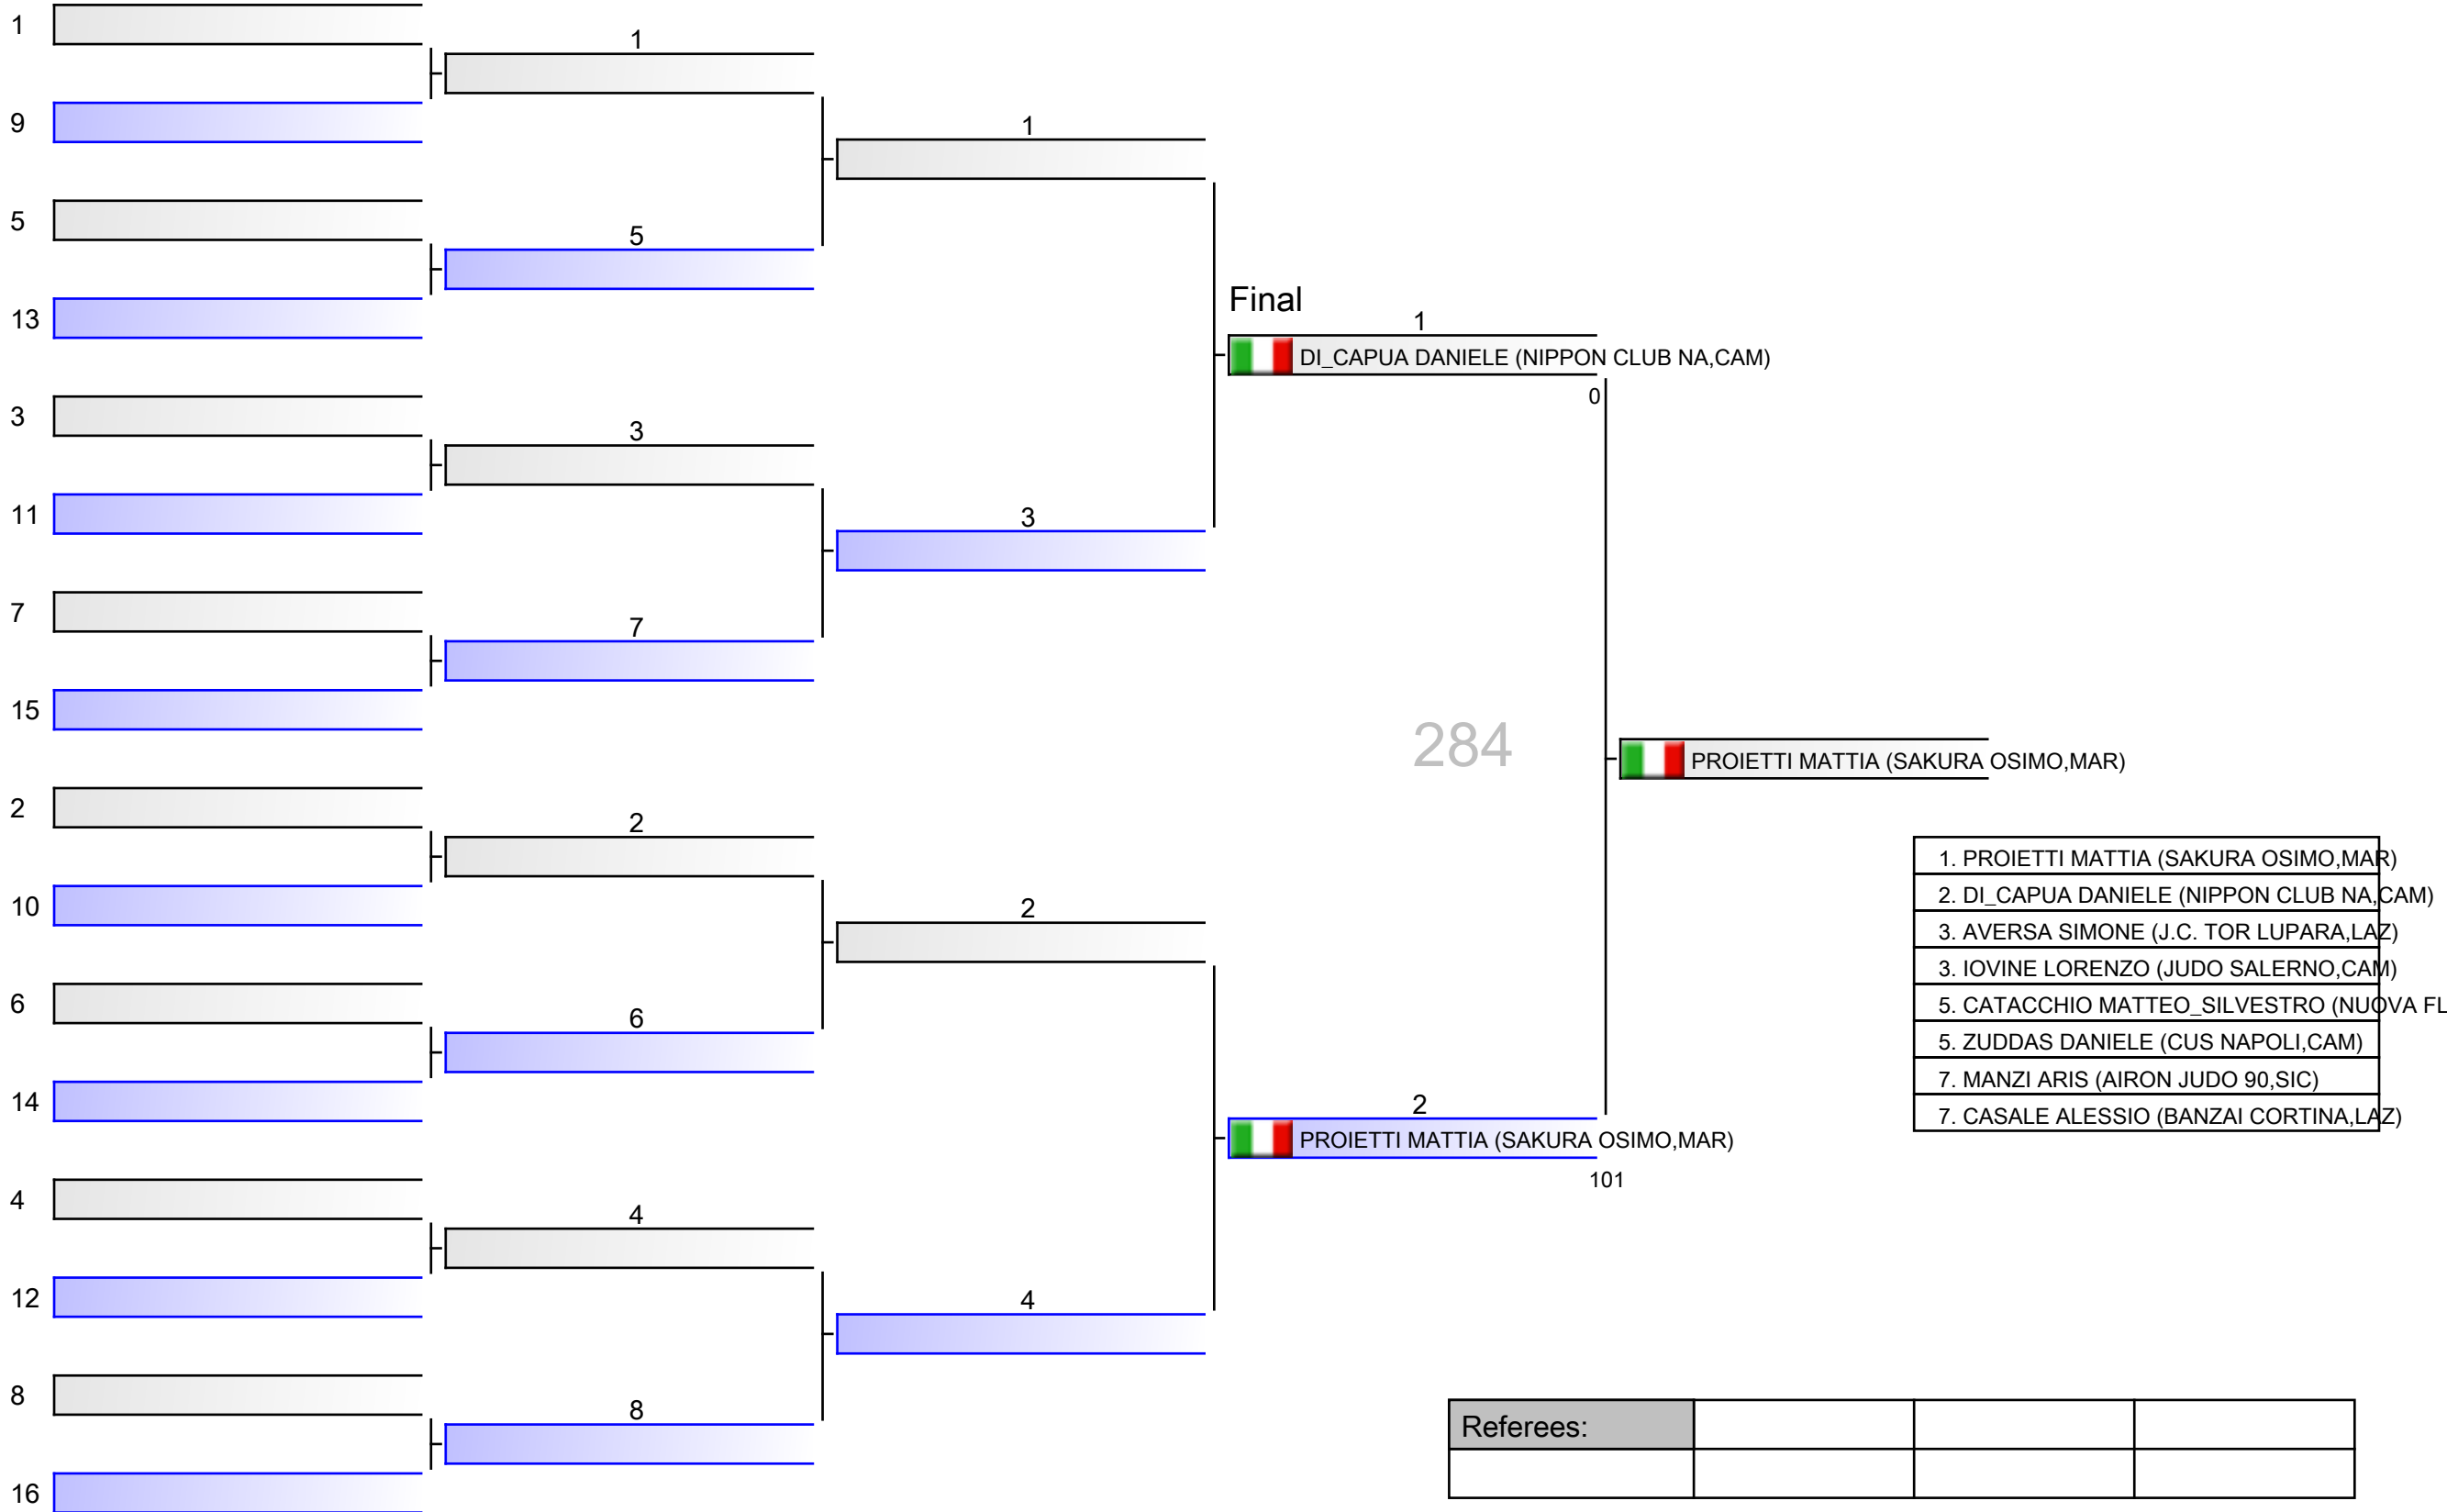 1
9
5
13
3
11
7
15
2
10
6
14
4
12
8
16
1
5
3
7
2
6
4
8
1
3
2
4
Final
1
DI_CAPUA DANIELE (NIPPON CLUB NA,CAM)
0
284
2
PROIETTI MATTIA (SAKURA OSIMO,MAR)
101
PROIETTI MATTIA (SAKURA OSIMO,MAR)
1. PROIETTI MATTIA (SAKURA OSIMO,MAR)
2. DI_CAPUA DANIELE (NIPPON CLUB NA,CAM)
3. AVERSA SIMONE (J.C. TOR LUPARA,LAZ)
3. IOVINE LORENZO (JUDO SALERNO,CAM)
5. CATACCHIO MATTEO_SILVESTRO (NUOVA FL
5. ZUDDAS DANIELE (CUS NAPOLI,CAM)
7. MANZI ARIS (AIRON JUDO 90,SIC)
7. CASALE ALESSIO (BANZAI CORTINA,LAZ)
Referees: